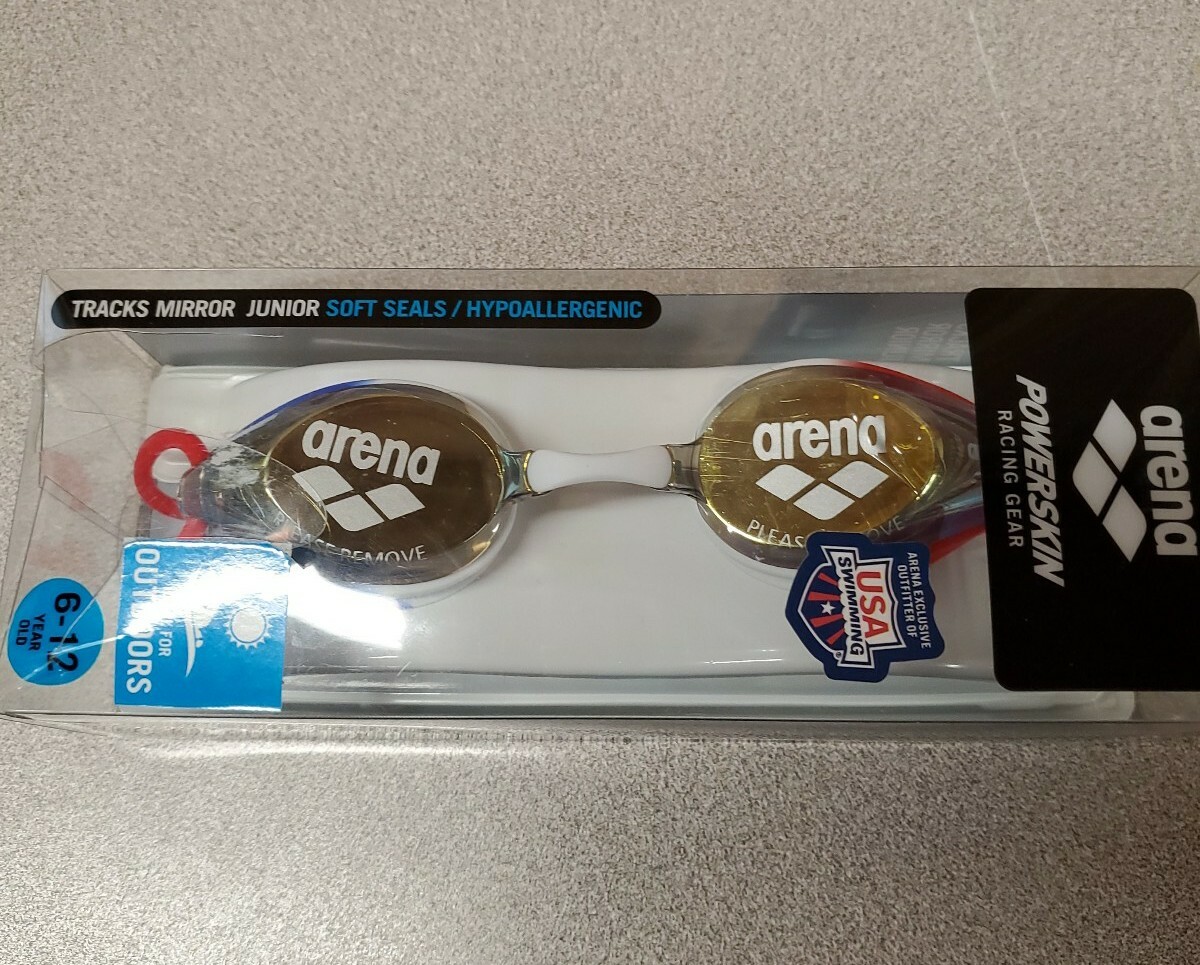 TRACKS MIRROR JUNIOR SOFT SEALS / HYPOALLERGENIC
arena
REMOVE
arena
PLEAS
arena
POWERSKIN
RACING GEAR
ARENA EXCLUSIVE
OUTFITTER OF
USA
SWIMMING
FOR
OUTDOORS
6-12
YEAR
OLD